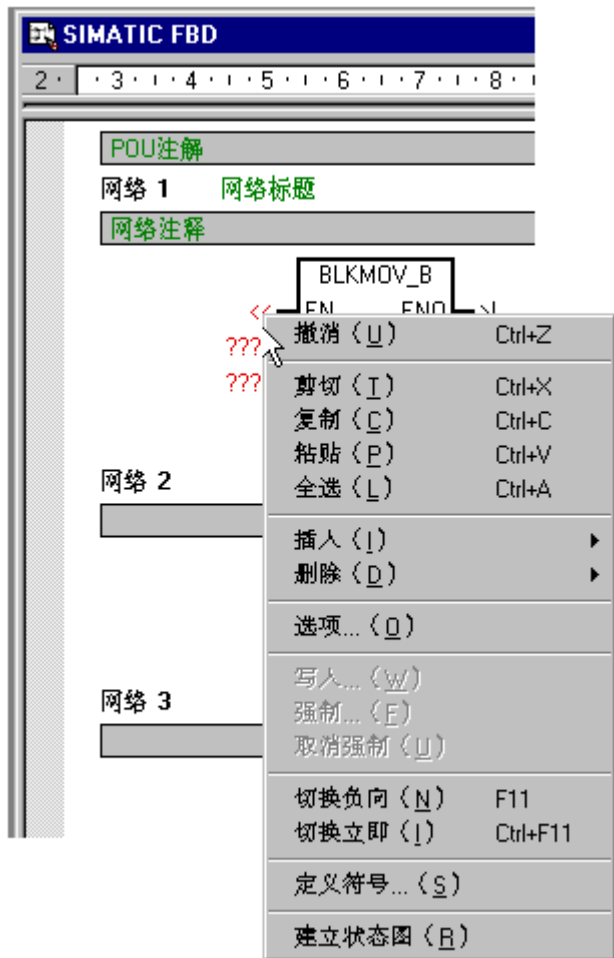 SIMATIC FBD
2 · · 3 · ı · 4 · ı · 5 · ı · 6 · ı · 7 · ı · 8 ·
POU注解
网络 1 网络标题
网络注释
BLKMOV_B
<< EN ENO >|
???
???
网络 2
网络 3
撤消（U） Ctrl+Z
剪切（T） Ctrl+X
复制（C） Ctrl+C
粘贴（P） Ctrl+V
全选（L） Ctrl+A
插入（I）
删除（D）
选项...（O）
写入...（W）
强制...（F）
取消强制（U）
切换负向（N） F11
切换立即（I） Ctrl+F11
定义符号...（S）
建立状态图（R）